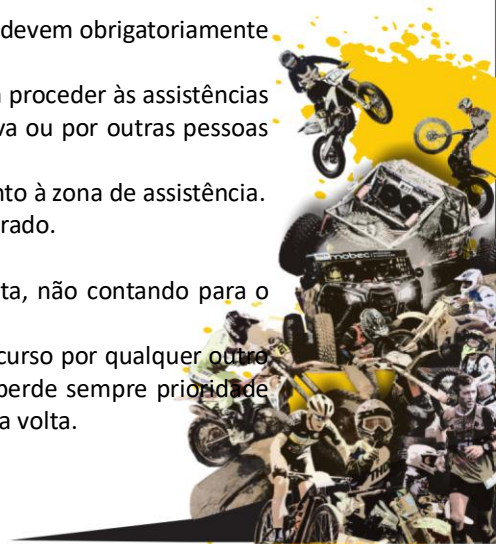 devem obrigatoriamente
proceder às assistências
va ou por outras pessoas
nto à zona de assistência.
rado.
ta, não contando para o
curso por qualquer outro
perde sempre prioridade
a volta.
mobec